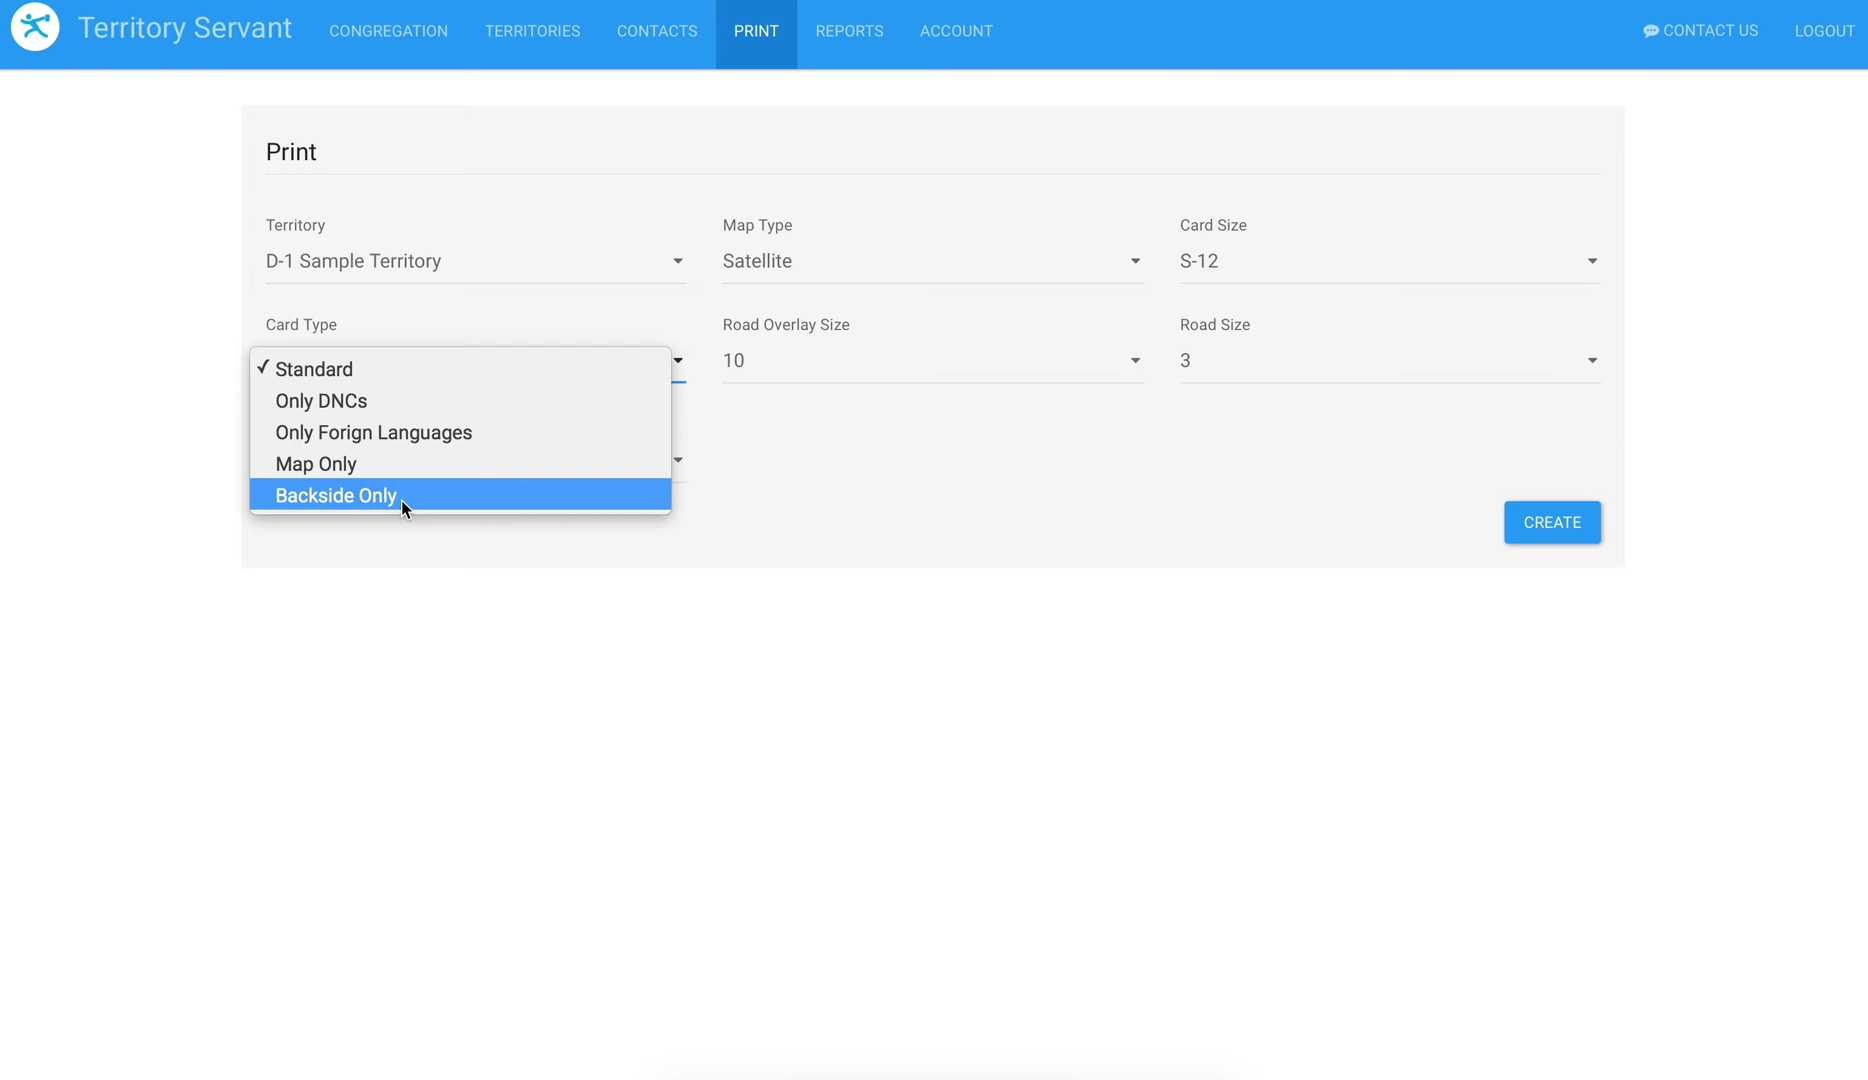 Territory Servant
CONGREGATION
TERRITORIES
CONTACTS
PRINT
REPORTS
ACCOUNT
CONTACT US
LOGOUT
Print
Territory
Map Type
Card Size
D-1 Sample Territory
Satellite
S-12
Card Type
Road Overlay Size
Road Size
10
3
Standard
Only DNCs
Only Forign Languages
Map Only
Backside Only
CREATE